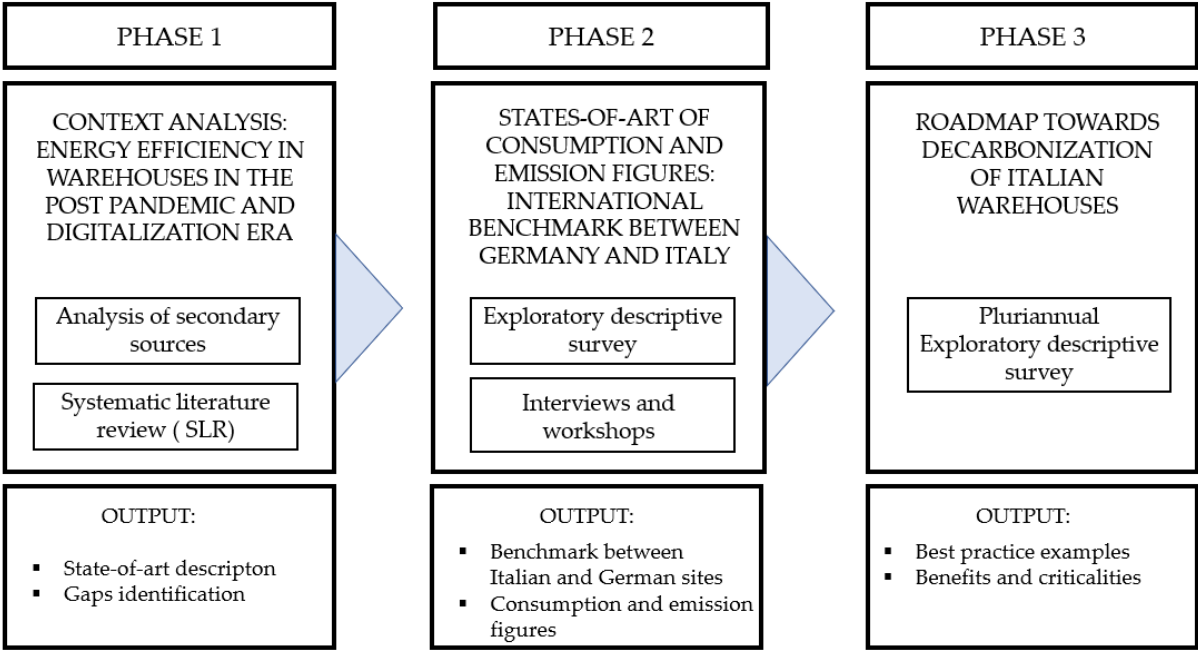 PHASE 1
CONTEXT ANALYSIS:
ENERGY EFFICIENCY IN
WAREHOUSES IN THE
POST PANDEMIC AND
DIGITALIZATION ERA
Analysis of secondary
sources
Systematic literature
review ( SLR)
OUTPUT:
▪ State-of-art descripton
▪ Gaps identification
PHASE 2
STATES-OF-ART OF
CONSUMPTION AND
EMISSION FIGURES:
INTERNATIONAL
BENCHMARK BETWEEN
GERMANY AND ITALY
Exploratory descriptive
survey
Interviews and
workshops
OUTPUT:
▪ Benchmark between
Italian and German sites
▪ Consumption and emission
figures
PHASE 3
ROADMAP TOWARDS
DECARBONIZATION
OF ITALIAN
WAREHOUSES
Pluriannual
Exploratory descriptive
survey
OUTPUT:
▪ Best practice examples
▪ Benefits and criticalities